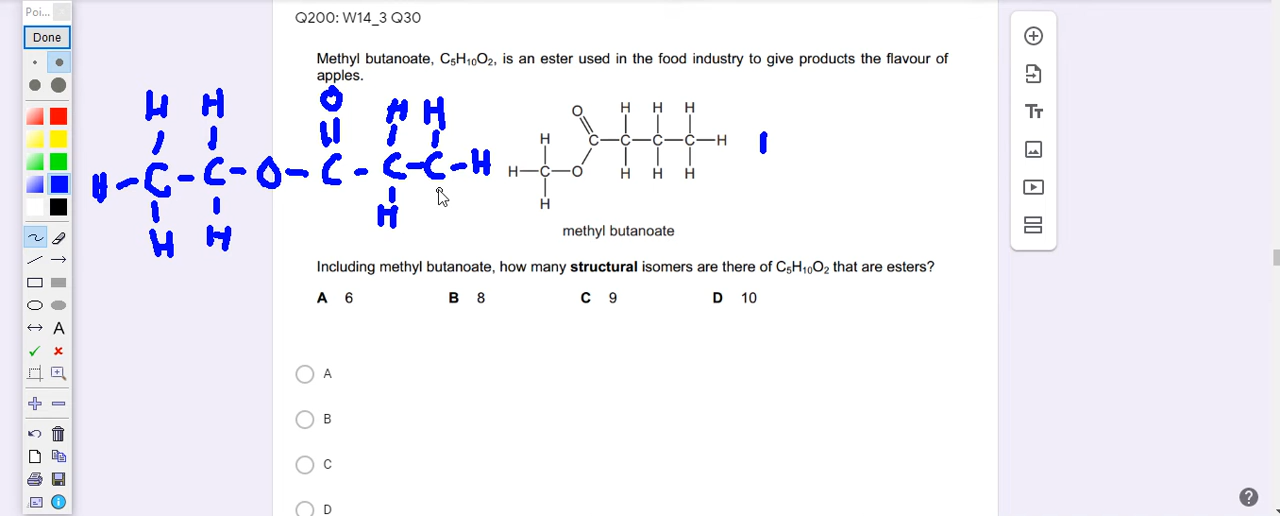 Poi...
Done
A
Q200: W14_3 Q30
Methyl butanoate, C₅H₁₀O₂, is an ester used in the food industry to give products the flavour of
apples.
H H O H H
H - C - C - O - C - C - C - H
H H H
O H H H
H C - C - C - C - H
H - C - O H H H
H
1
methyl butanoate
Including methyl butanoate, how many structural isomers are there of C₅H₁₀O₂ that are esters?
A 6 B 8 C 9 D 10
A
B
C
D
Tт
?